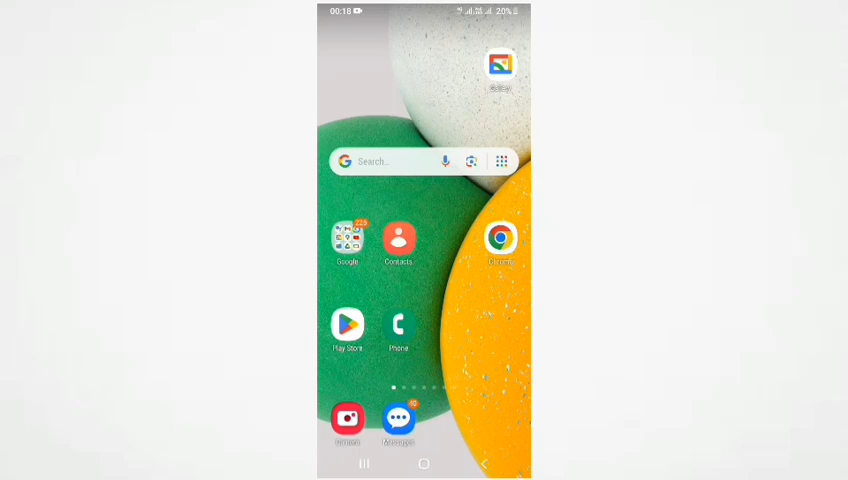 00:18 20%
Gallery
Search..
Google Contacts Chrome
Play Store Phone
Camera Messages